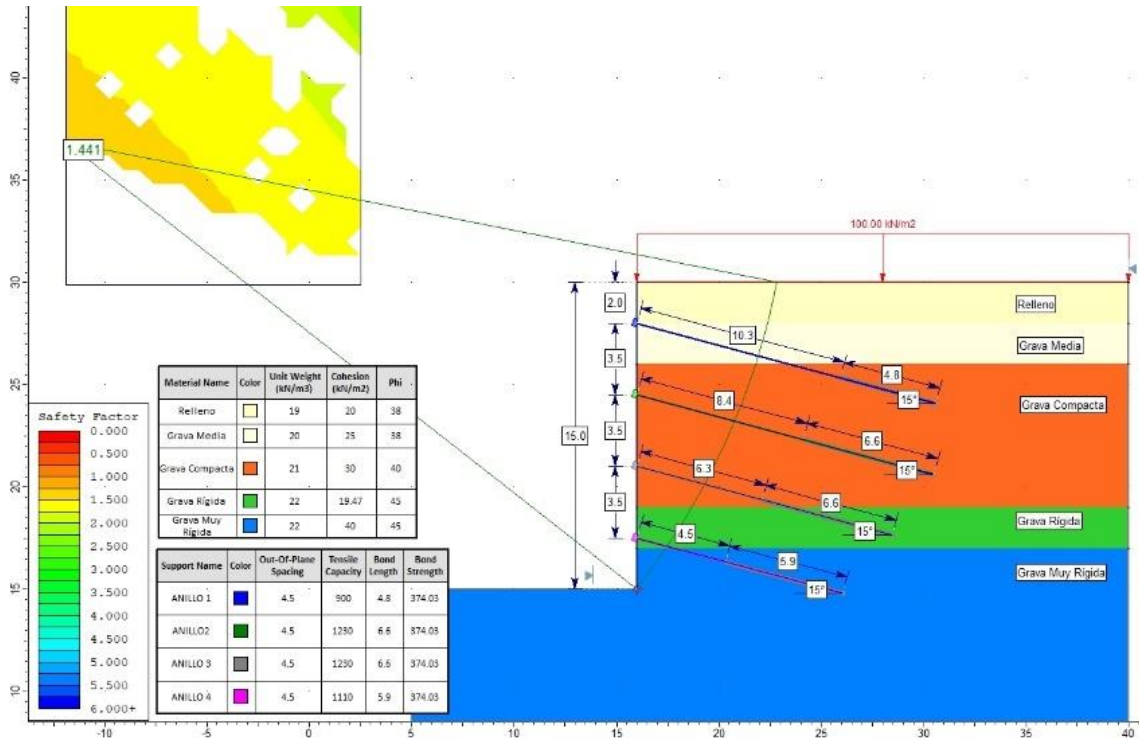 40
35
30
25
20
15
10
1.441
100.00 kN/m2
2.0
3.5
3.5
3.5
15.0
10.3
4.8
15°
8.4
6.6
15°
6.3
6.6
15°
4.5
5.9
15°
Relleno
Grava Media
Grava Compacta
Grava Rígida
Grava Muy Rígida
Material Name Color Unit Weight (kN/m3) Cohesion (kN/m2) Phi
Relleno 19 20 38
Grava Media 20 25 38
Grava Compacta 21 30 40
Grava Rígida 22 19.47 45
Grava Muy Rígida 22 40 45
Support Name Color Out-Of-Plane Spacing Tensile Capacity Bond Length Bond Strength
ANILLO 1 4.5 900 4.8 374.03
ANILLO2 4.5 1230 6.6 374.03
ANILLO 3 4.5 1230 6.6 374.03
ANILLO 4 4.5 1110 5.9 374.03
Safety Factor
0.000
0.500
1.000
1.500
2.000
2.500
3.000
3.500
4.000
4.500
5.000
5.500
6.000+
-10 -5 0 5 10 15 20 25 30 35 40